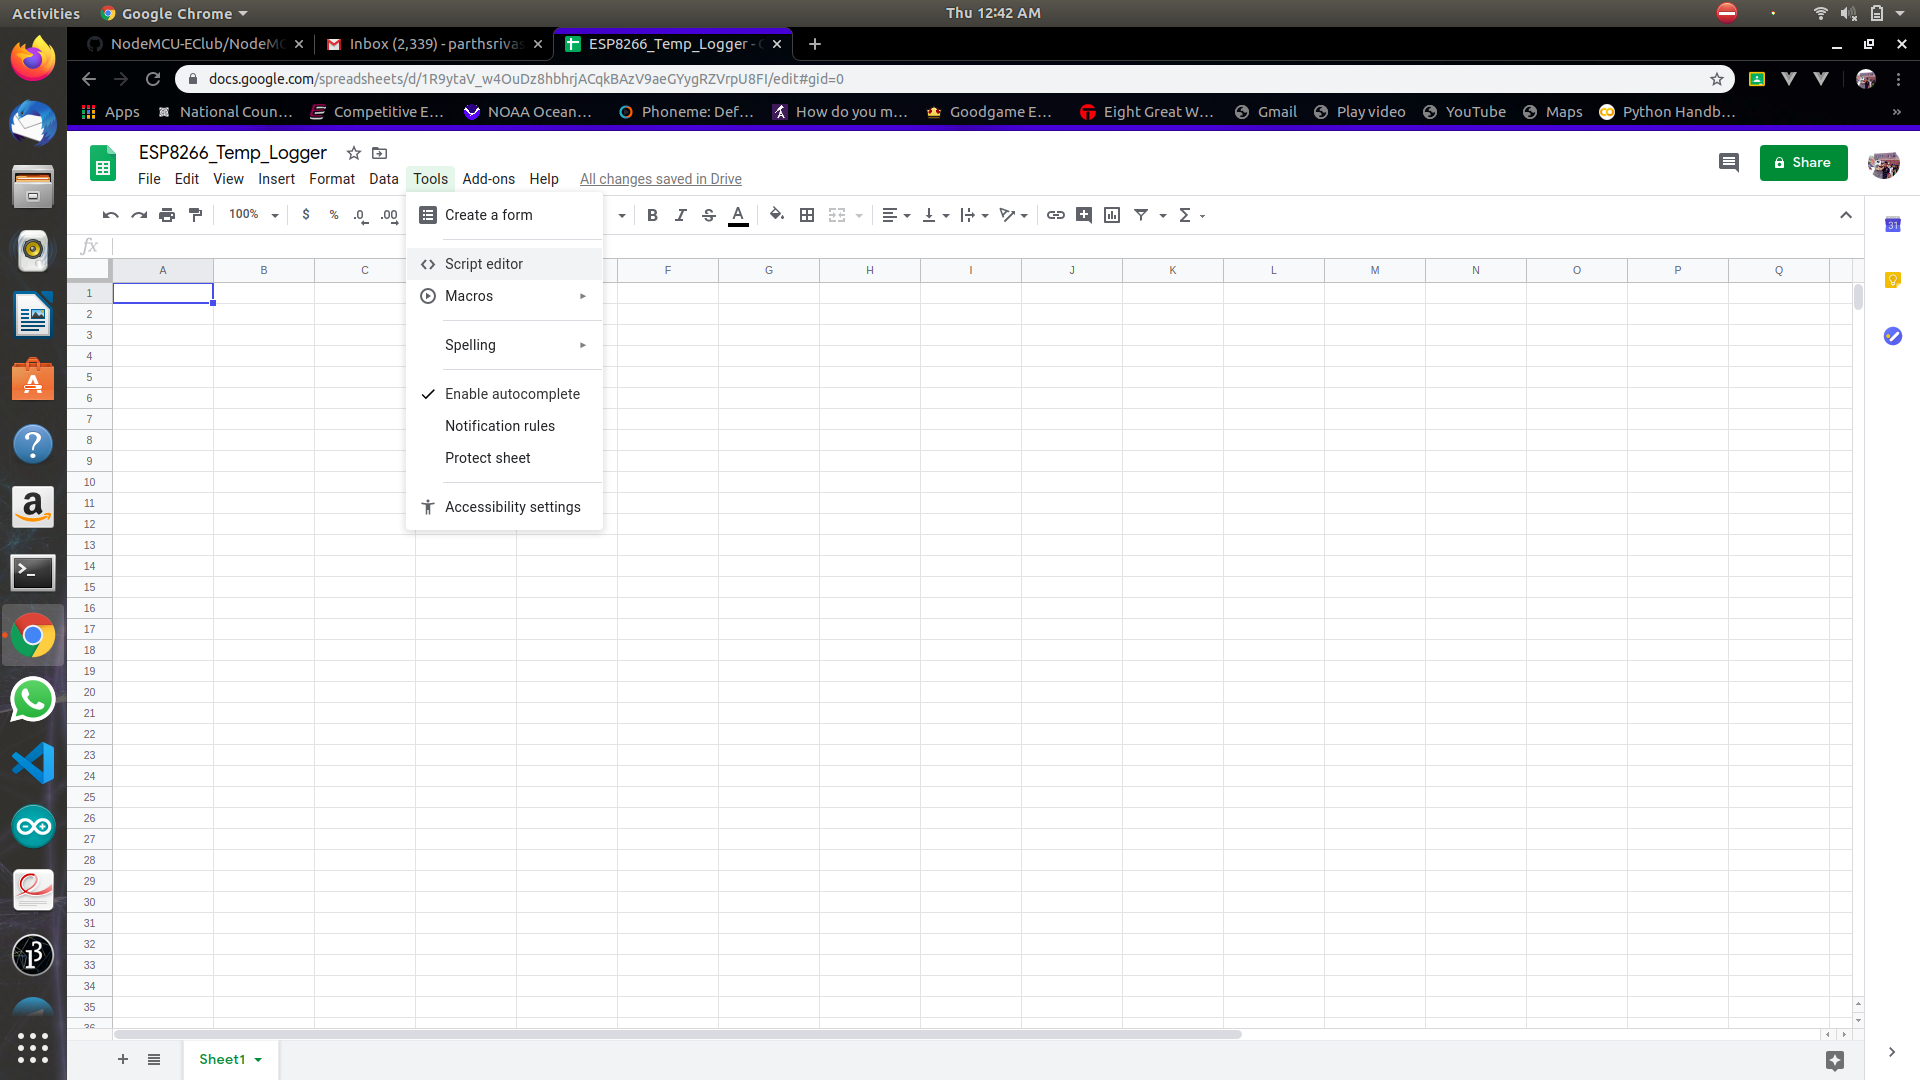 Activities Google Chrome Thu 12:42 AM
NodeMCU-EClub/NodeMC Inbox (2,339) - parthsrivas ESP8266_Temp_Logger - G
docs.google.com/spreadsheets/d/1R9ytaV_w4OuDz8hbhrjACqkBAzV9aeGYygRZVrpU8FI/edit#gid=0
Apps National Coun… Competitive E… NOAA Ocean… Phoneme: Def… How do you m… Goodgame E… Eight Great W… Gmail Play video YouTube Maps Python Handb… »
ESP8266_Temp_Logger
Share
File Edit View Insert Format Data Tools Add-ons Help All changes saved in Drive
100% $ % .0 .00 B I S A Σ
31
fx
A B C F G H I J K L M N O P Q
Create a form
Script editor
Macros
Spelling
Enable autocomplete
Notification rules
Protect sheet
Accessibility settings
1
2
3
4
5
6
7
8
9
10
11
12
13
14
15
16
17
18
19
20
21
22
23
24
25
26
27
28
29
30
31
32
33
34
35
36
Sheet1